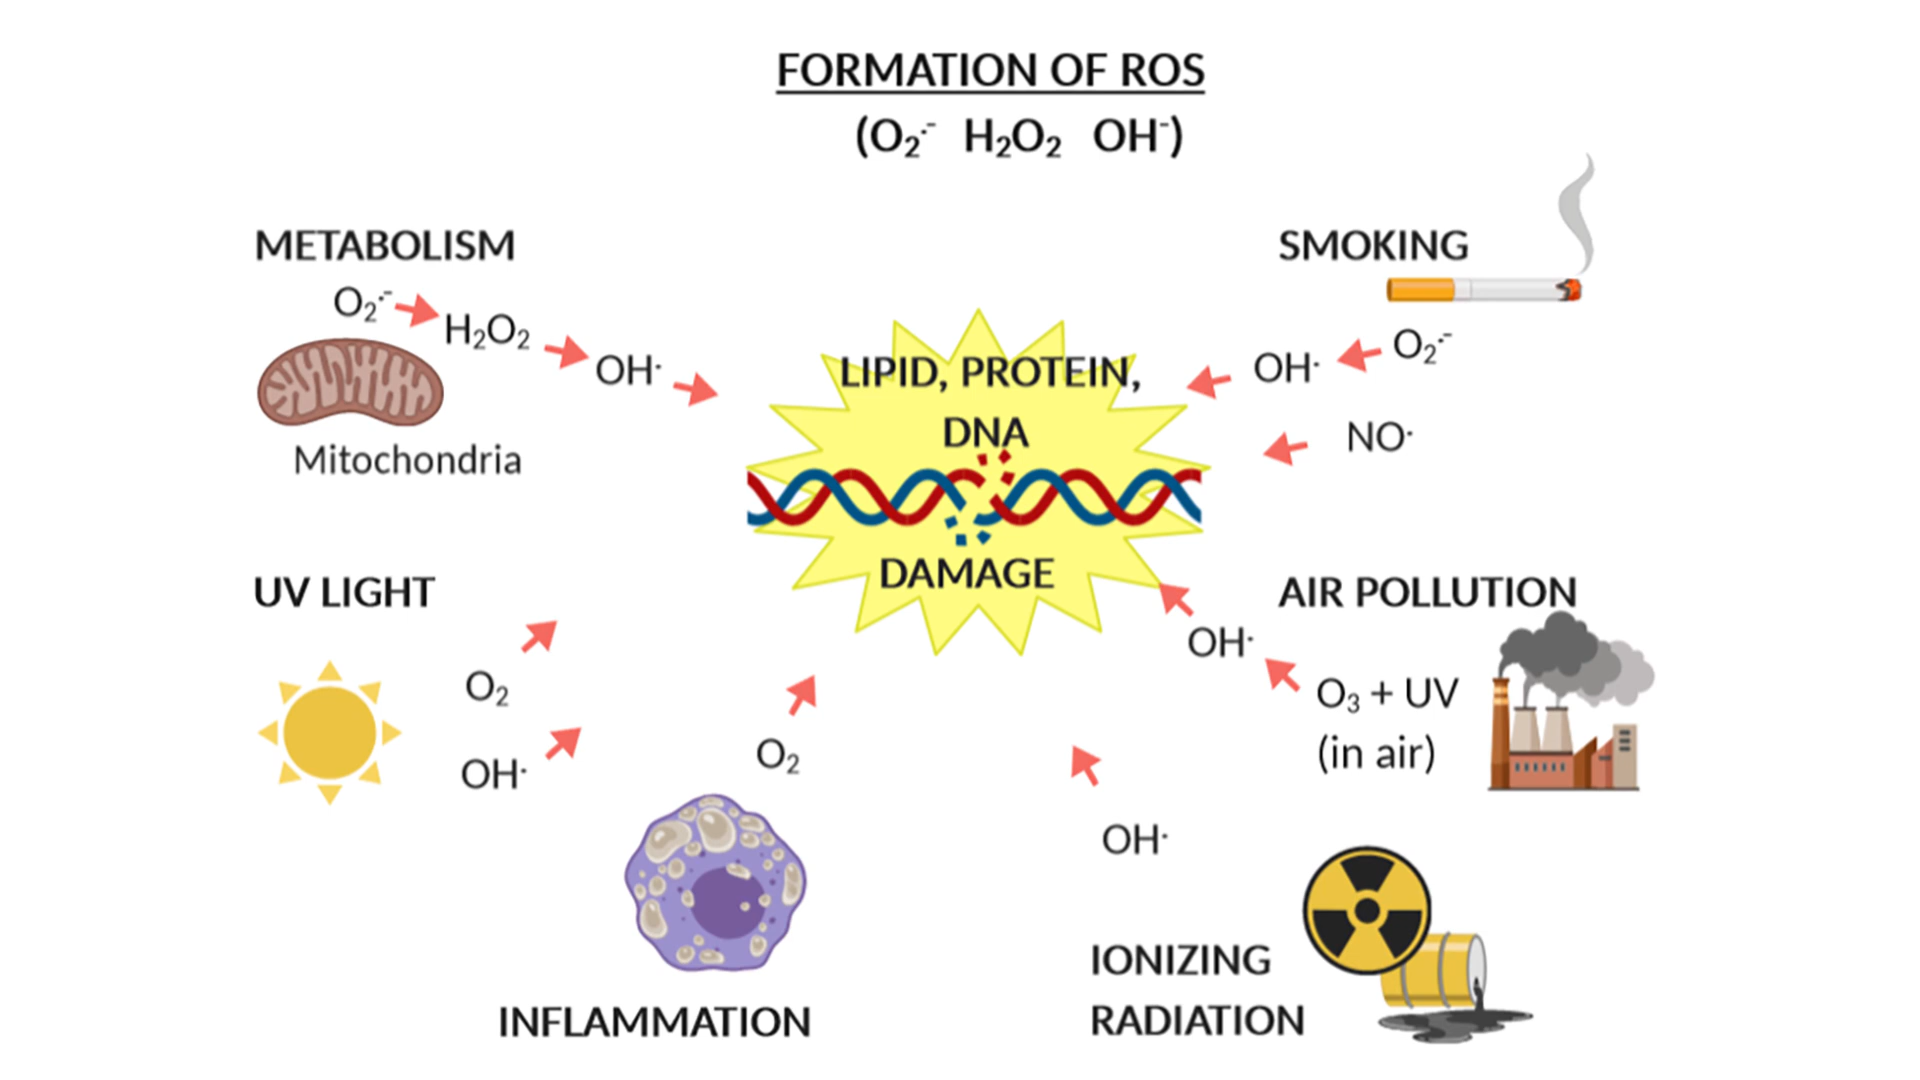 FORMATION OF ROS
(O₂·⁻ H₂O₂ OH⁻)
METABOLISM
O₂·⁻
H₂O₂
OH·
Mitochondria
SMOKING
O₂·⁻
OH·
NO·
LIPID, PROTEIN,
DNA
DAMAGE
UV LIGHT
O₂
OH·
AIR POLLUTION
OH·
O₃ + UV
(in air)
O₂
INFLAMMATION
OH·
IONIZING
RADIATION